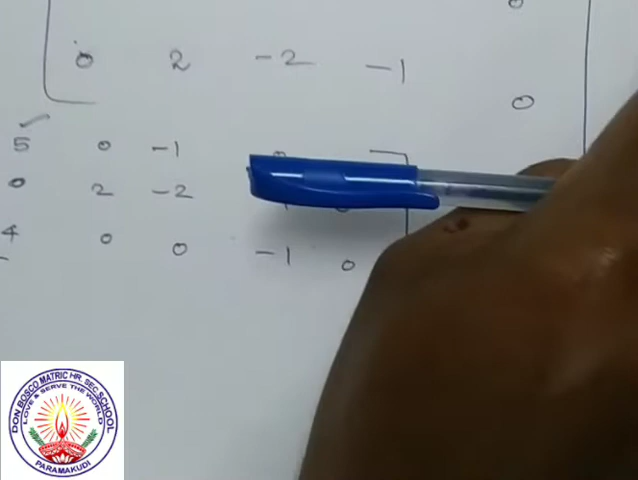 0
0 2 -2 -1
0
5 0 -1
0 2 -2
4 0 0 -1 0
DON BOSCO MATRIC HR SEC SCHOOL
LOVE & SERVE THE WORLD
PARAMAKUDI